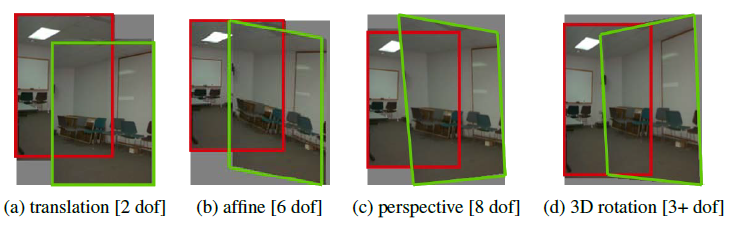 (a) translation [2 dof] (b) affine [6 dof] (c) perspective [8 dof] (d) 3D rotation [3+ dof]